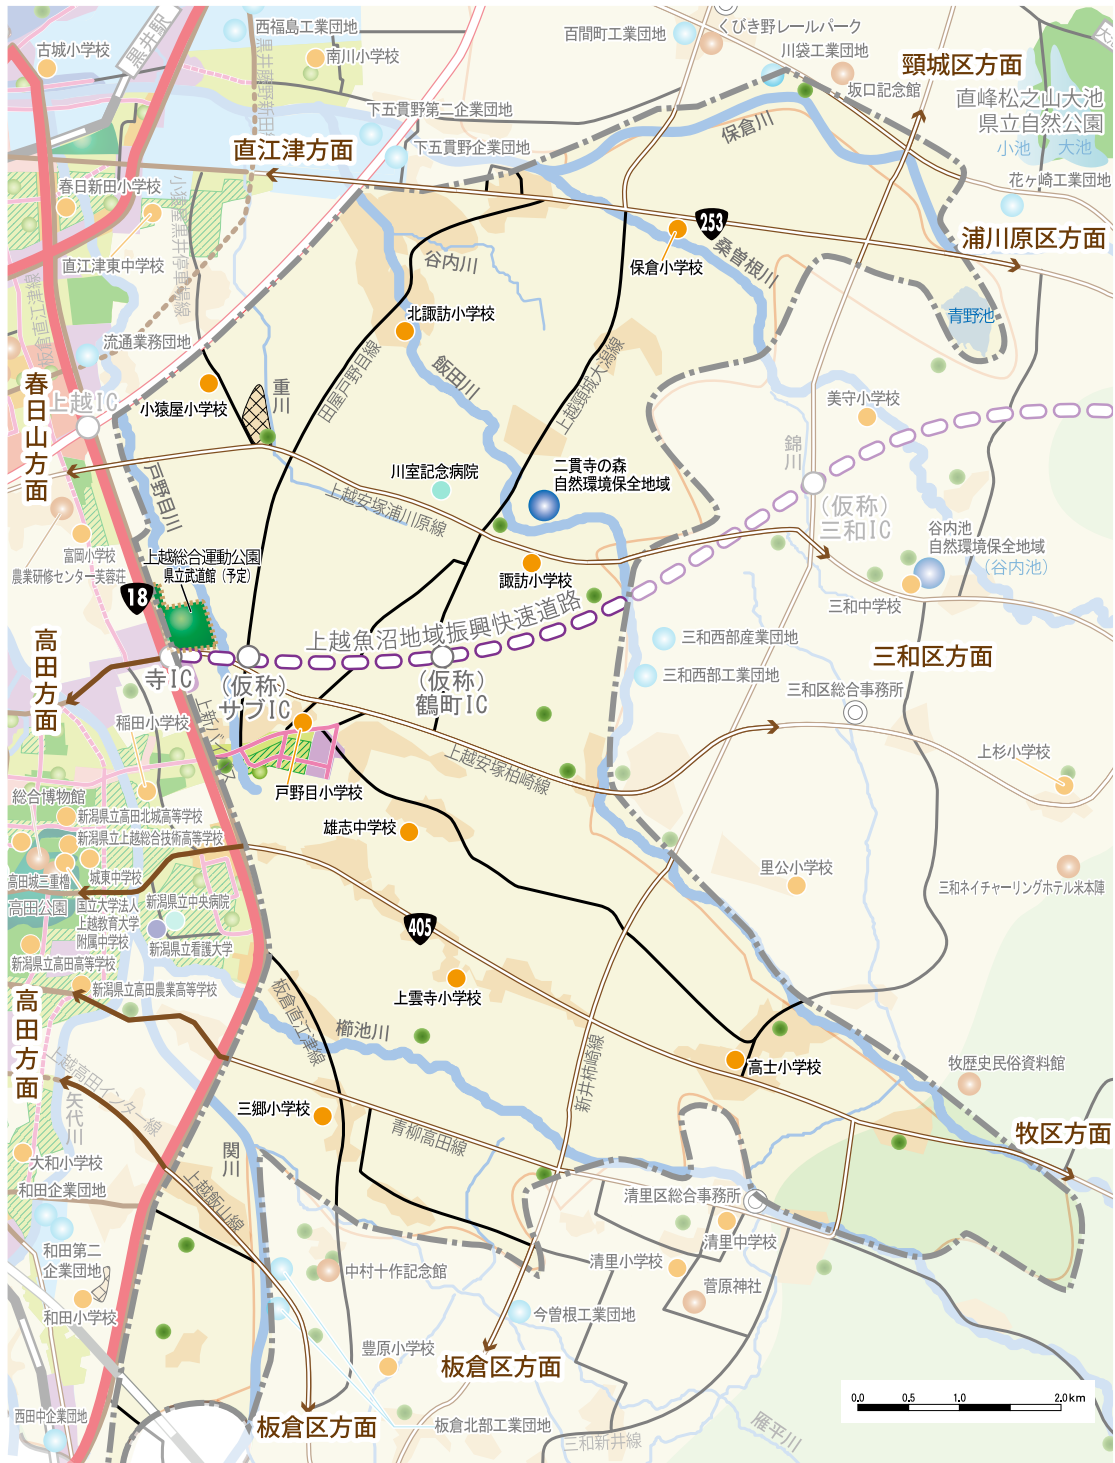 西福島工業団地
百間町工業団地
くびき野レールパーク
古城小学校
黒井駅
南川小学校
川袋工業団地
頸城区方面
坂口記念館
直峰松之山大池
県立自然公園
小池
大池
下五貫野第二企業団地
保倉川
直江津方面
下五貫野企業団地
花ヶ崎工業団地
春日新田小学校
253
浦川原区方面
桑曽根川
直江津東中学校
谷内川
保倉小学校
板倉直江津線
小猿屋黒井停車場線
北諏訪小学校
青野池
流通業務団地
田屋戸野目線
上越頸城大潟線
飯田川
春日山方面
上越IC
小猿屋小学校
重川
美守小学校
錦川
戸野目川
川室記念病院
二貫寺の森
自然環境保全地域
上越安塚浦川原線
(仮称)
三和IC
谷内池
自然環境保全地域
(谷内池)
富岡小学校
農業研修センター芙蓉荘
上越総合運動公園
県立武道館(予定)
諏訪小学校
18
三和中学校
上越魚沼地域振興快速道路
三和西部産業団地
高田方面
三和区方面
三和西部工業団地
寺IC
(仮称)
サブIC
(仮称)
鶴町IC
三和区総合事務所
上新バイパス
稲田小学校
上越安塚柏崎線
上杉小学校
戸野目小学校
総合博物館
新潟県立高田北城高等学校
雄志中学校
新潟県立上越総合技術高等学校
高田城三重櫓
城東中学校
里公小学校
三和ネイチャーリングホテル米本陣
高田公園
国立大学法人
上越教育大学
附属中学校
新潟県立中央病院
405
新潟県立看護大学
新潟県立高田高等学校
新潟県立高田農業高等学校
上雲寺小学校
高田方面
板倉直江津線
櫛池川
新井柿崎線
上越高田インター線
矢代川
高士小学校
牧歴史民俗資料館
三郷小学校
青柳高田線
牧区方面
関川
大和小学校
和田企業団地
上越飯山線
清里区総合事務所
和田第二
企業団地
清里中学校
中村十作記念館
清里小学校
菅原神社
和田小学校
今曽根工業団地
豊原小学校
板倉区方面
0.0
0.5
1.0
2.0km
西田中企業団地
板倉区方面
板倉北部工業団地
三和新井線
雁平川